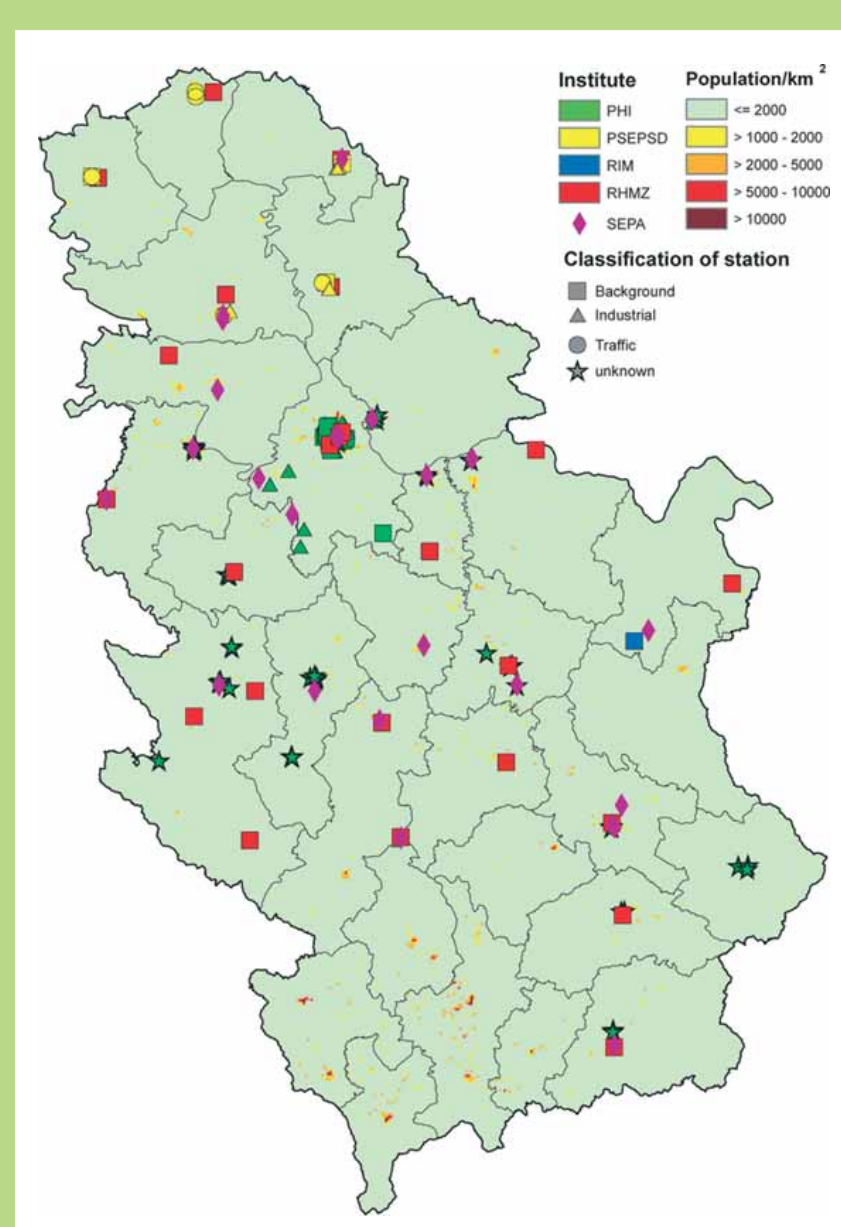 Institute
PHI
PSEPSD
RIM
RHMZ
SEPA
Population/km 2
<= 2000
> 1000 - 2000
> 2000 - 5000
> 5000 - 10000
> 10000
Classification of station
Background
Industrial
Traffic
unknown